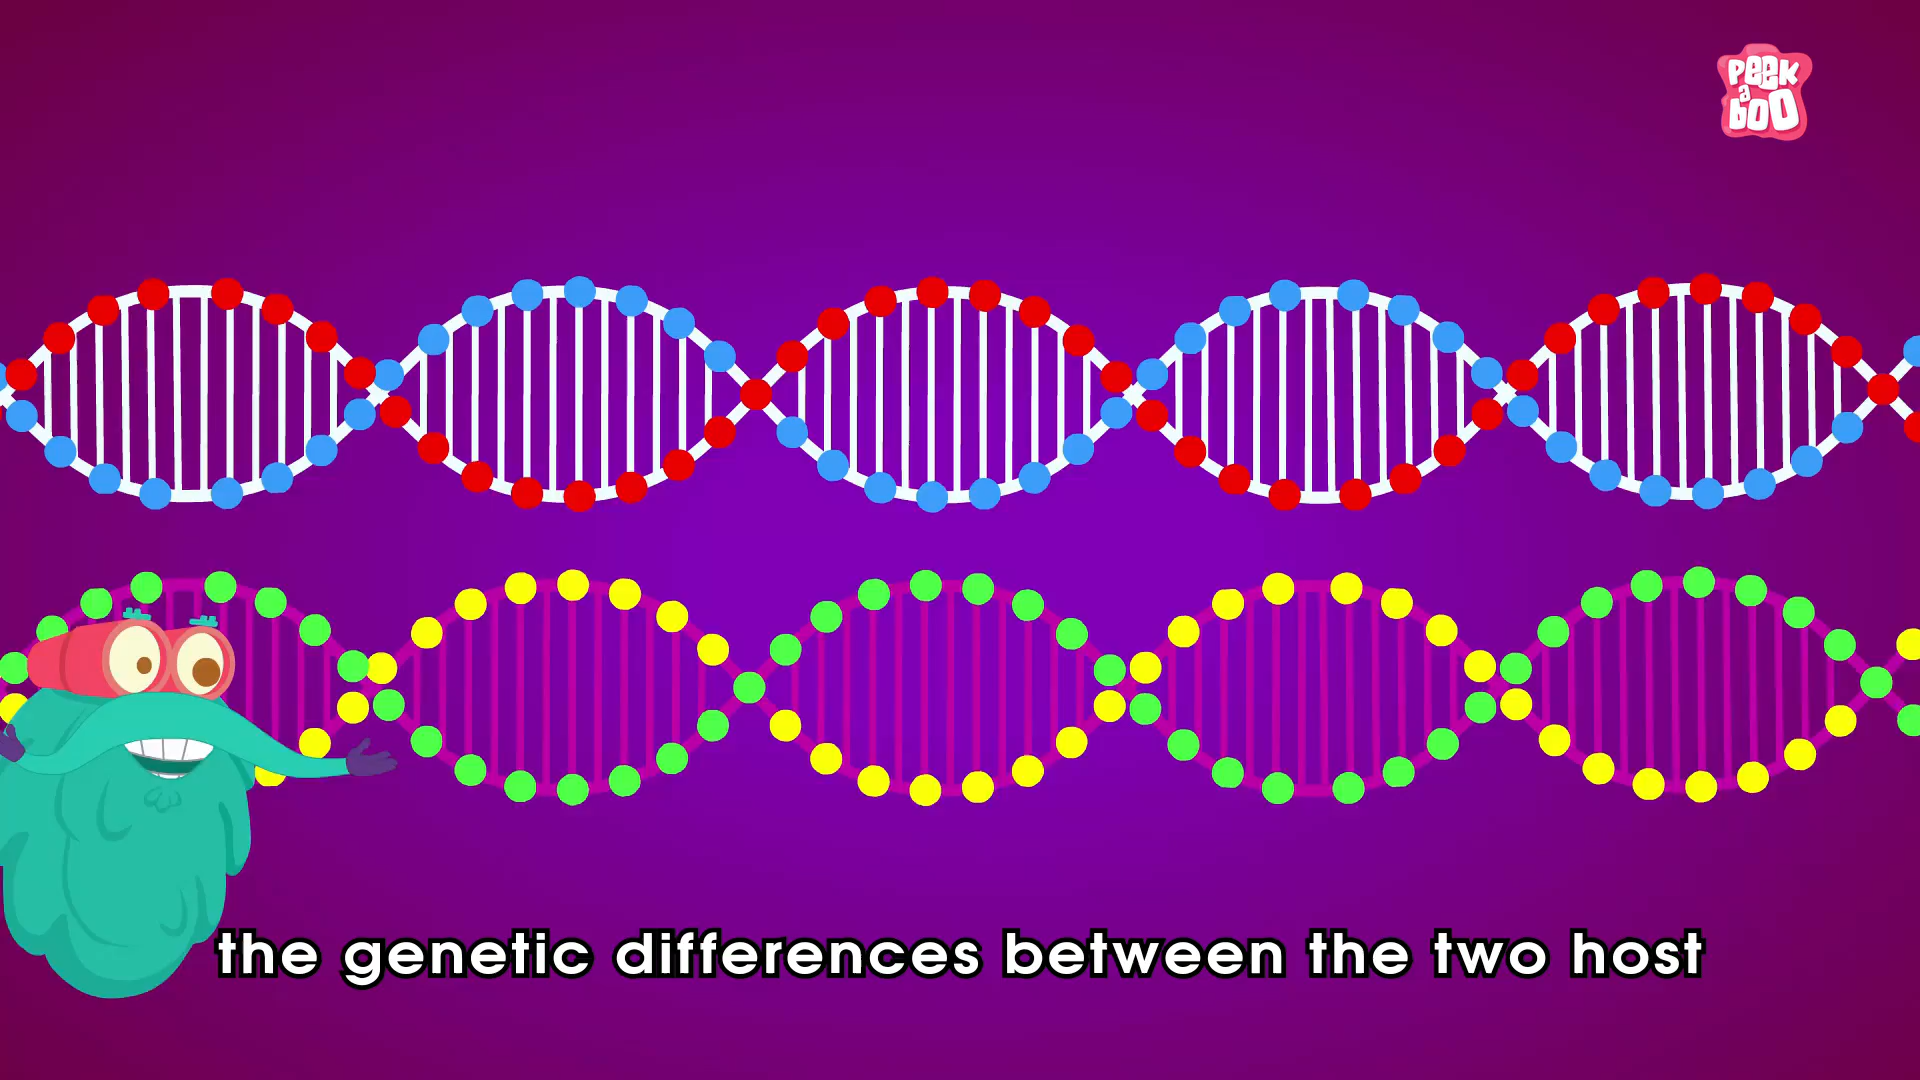 PEEK
a
boo
the genetic differences between the two host